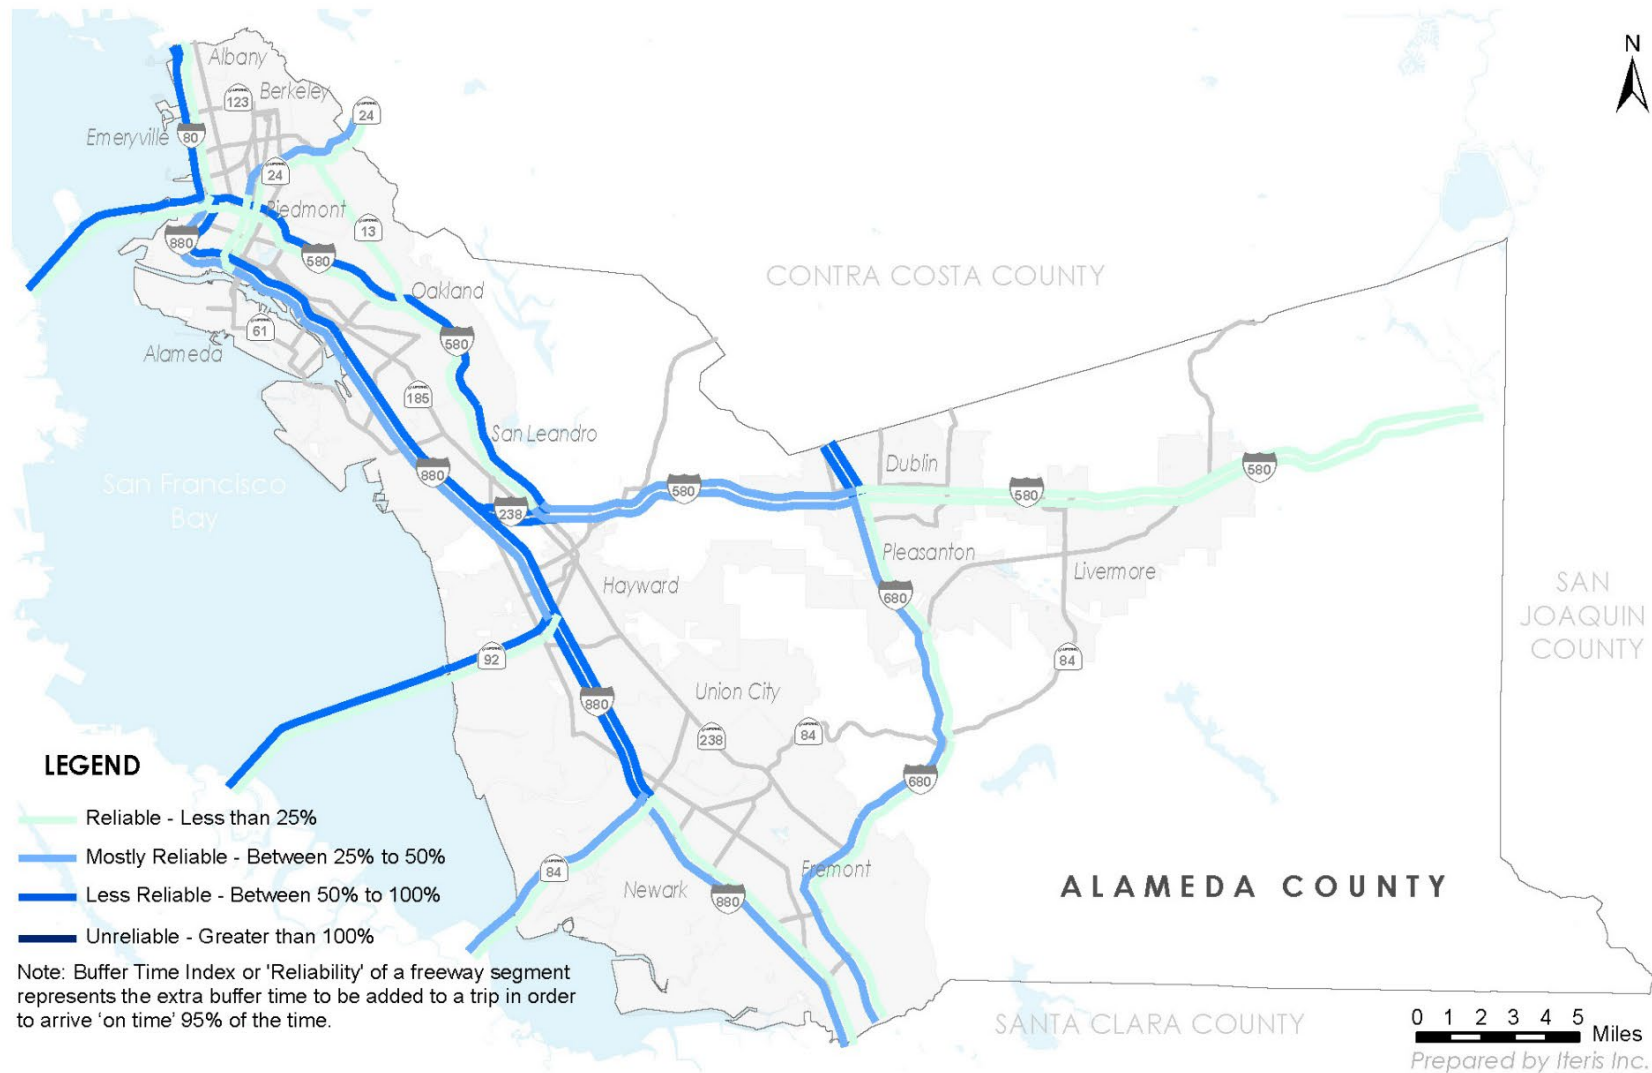 N
Albany
Berkeley
123
24
Emeryville
80
24
Piedmont
880
13
580
CONTRA COSTA COUNTY
Oakland
61
580
Alameda
185
San Leandro
Dublin
880
580
580
580
San Francisco
Bay
238
Pleasanton
Livermore
Hayward
680
SAN
JOAQUIN
COUNTY
92
84
Union City
880
238
84
LEGEND
680
Reliable - Less than 25%
Mostly Reliable - Between 25% to 50%
84
Fremont
Newark
880
ALAMEDA COUNTY
Less Reliable - Between 50% to 100%
Unreliable - Greater than 100%
Note: Buffer Time Index or 'Reliability' of a freeway segment
represents the extra buffer time to be added to a trip in order
to arrive ‘on time’ 95% of the time.
SANTA CLARA COUNTY
0 1 2 3 4 5
Miles
Prepared by Iteris Inc.